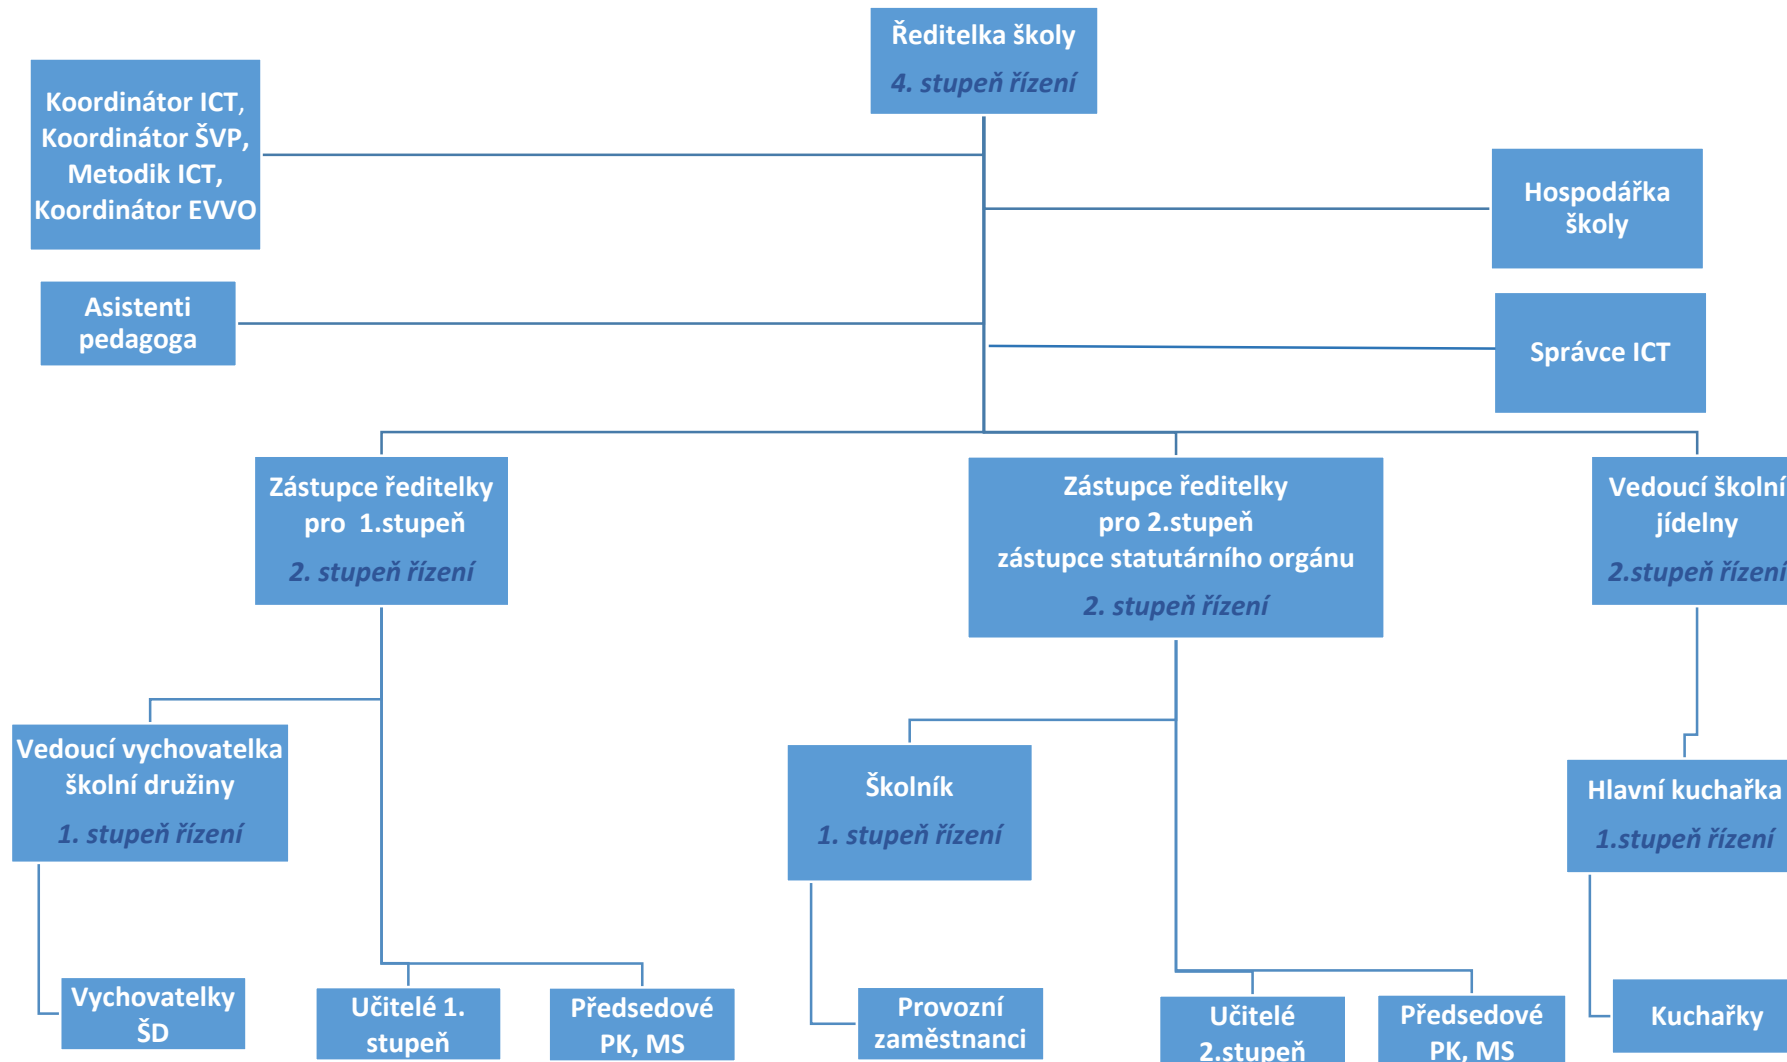 Ředitelka školy
4. stupeň řízení
Koordinátor ICT,
Koordinátor ŠVP,
Metodik ICT,
Koordinátor EVVO
Hospodářka
školy
Asistenti
pedagoga
Správce ICT
Zástupce ředitelky
pro 1.stupeň
2. stupeň řízení
Zástupce ředitelky
pro 2.stupeň
zástupce statutárního orgánu
2. stupeň řízení
Vedoucí školní
jídelny
2.stupeň řízení
Vedoucí vychovatelka
školní družiny
1. stupeň řízení
Školník
1. stupeň řízení
Hlavní kuchařka
1.stupeň řízení
Vychovatelky
ŠD
Učitelé 1.
stupeň
Předsedové
PK, MS
Provozní
zaměstnanci
Učitelé
2.stupeň
Předsedové
PK, MS
Kuchařky